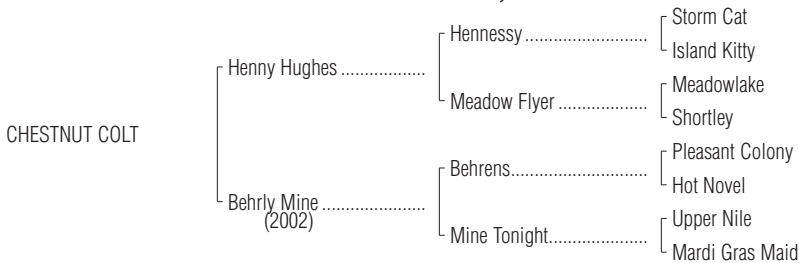 Storm Cat
Hennessy
Island Kitty
Henny Hughes
Meadowlake
Meadow Flyer
Shortley
CHESTNUT COLT
Pleasant Colony
Behrens
Hot Novel
Behrly Mine
(2002)
Upper Nile
Mine Tonight
Mardi Gras Maid